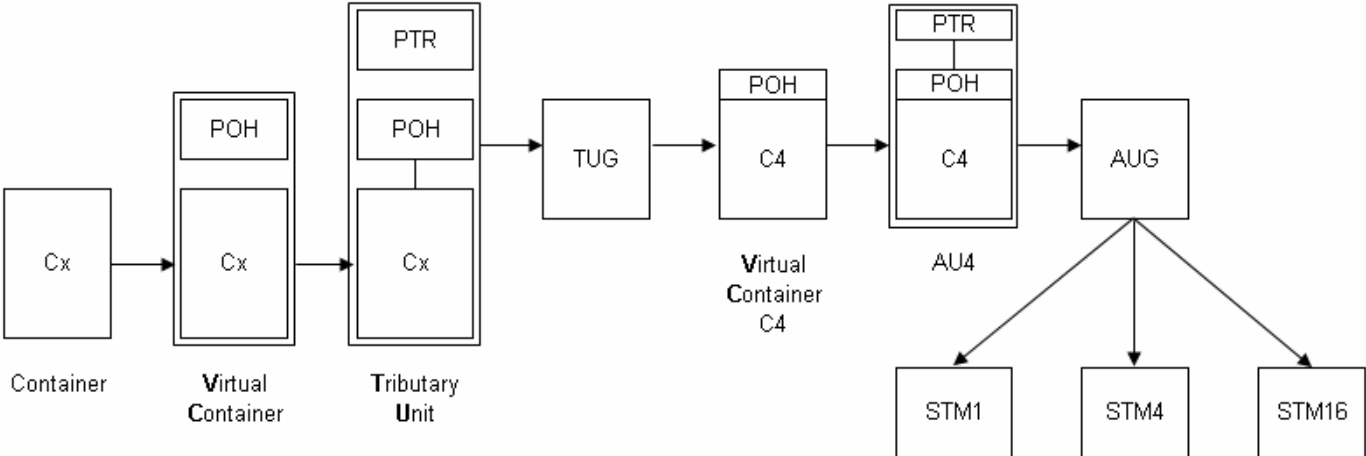 PTR
PTR
POH
POH
POH
POH
TUG
C4
C4
AUG
Cx
Cx
Cx
Virtual
Container
C4
AU4
Container
Virtual
Container
Tributary
Unit
STM1
STM4
STM16